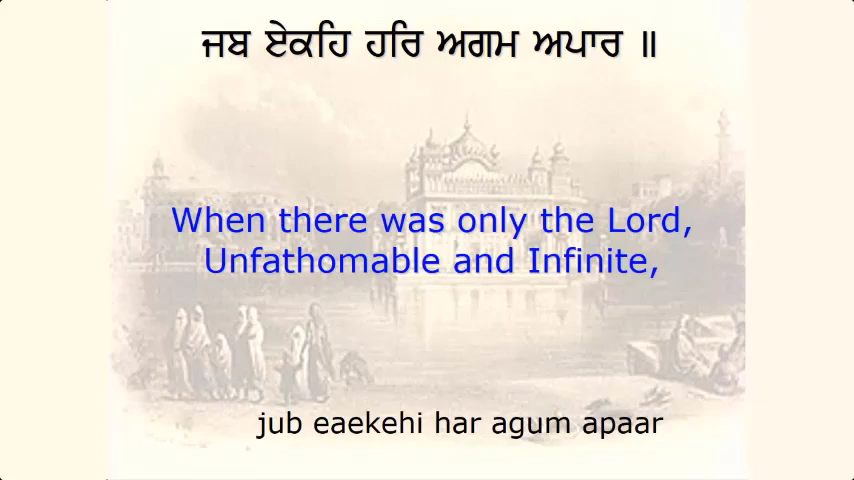 ਜਬ ਏਕਹਿ ਹਰਿ ਅਗਮ ਅਪਾਰ ॥
When there was only the Lord,
Unfathomable and Infinite,
jub eaekehi har agum apaar